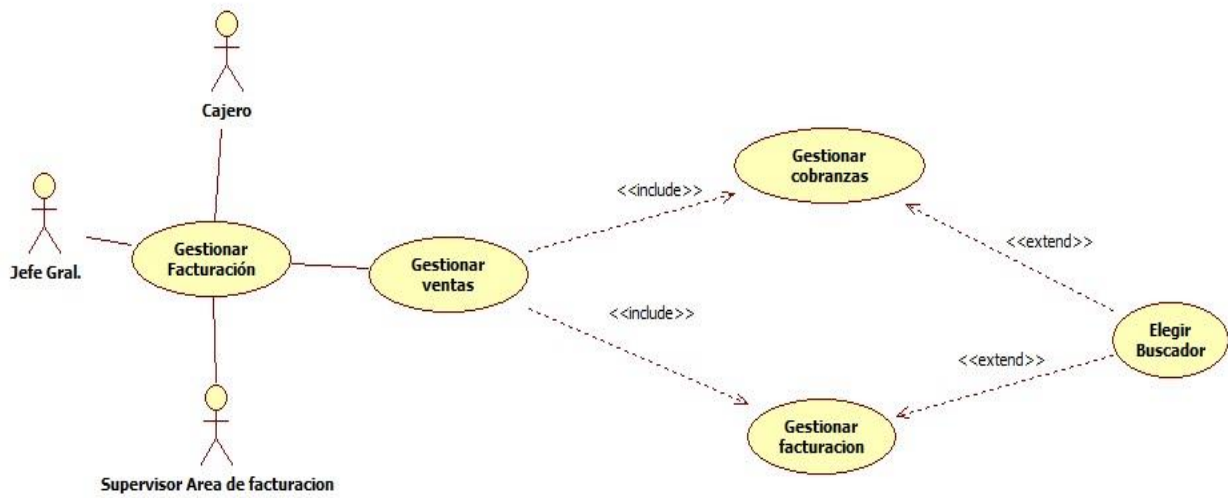 Cajero
Jefe Gral.
Gestionar
Facturación
Supervisor Area de facturacion
Gestionar
ventas
<<include>>
<<include>>
Gestionar
cobranzas
Gestionar
facturacion
<<extend>>
<<extend>>
Elegir
Buscador